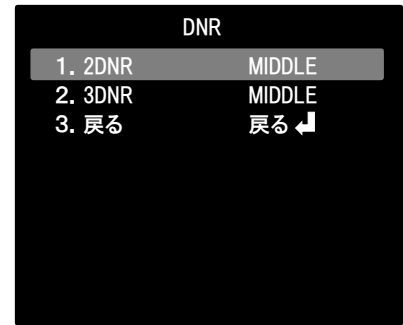 DNR
1. 2DNR MIDDLE
2. 3DNR MIDDLE
3. 戻る 戻る